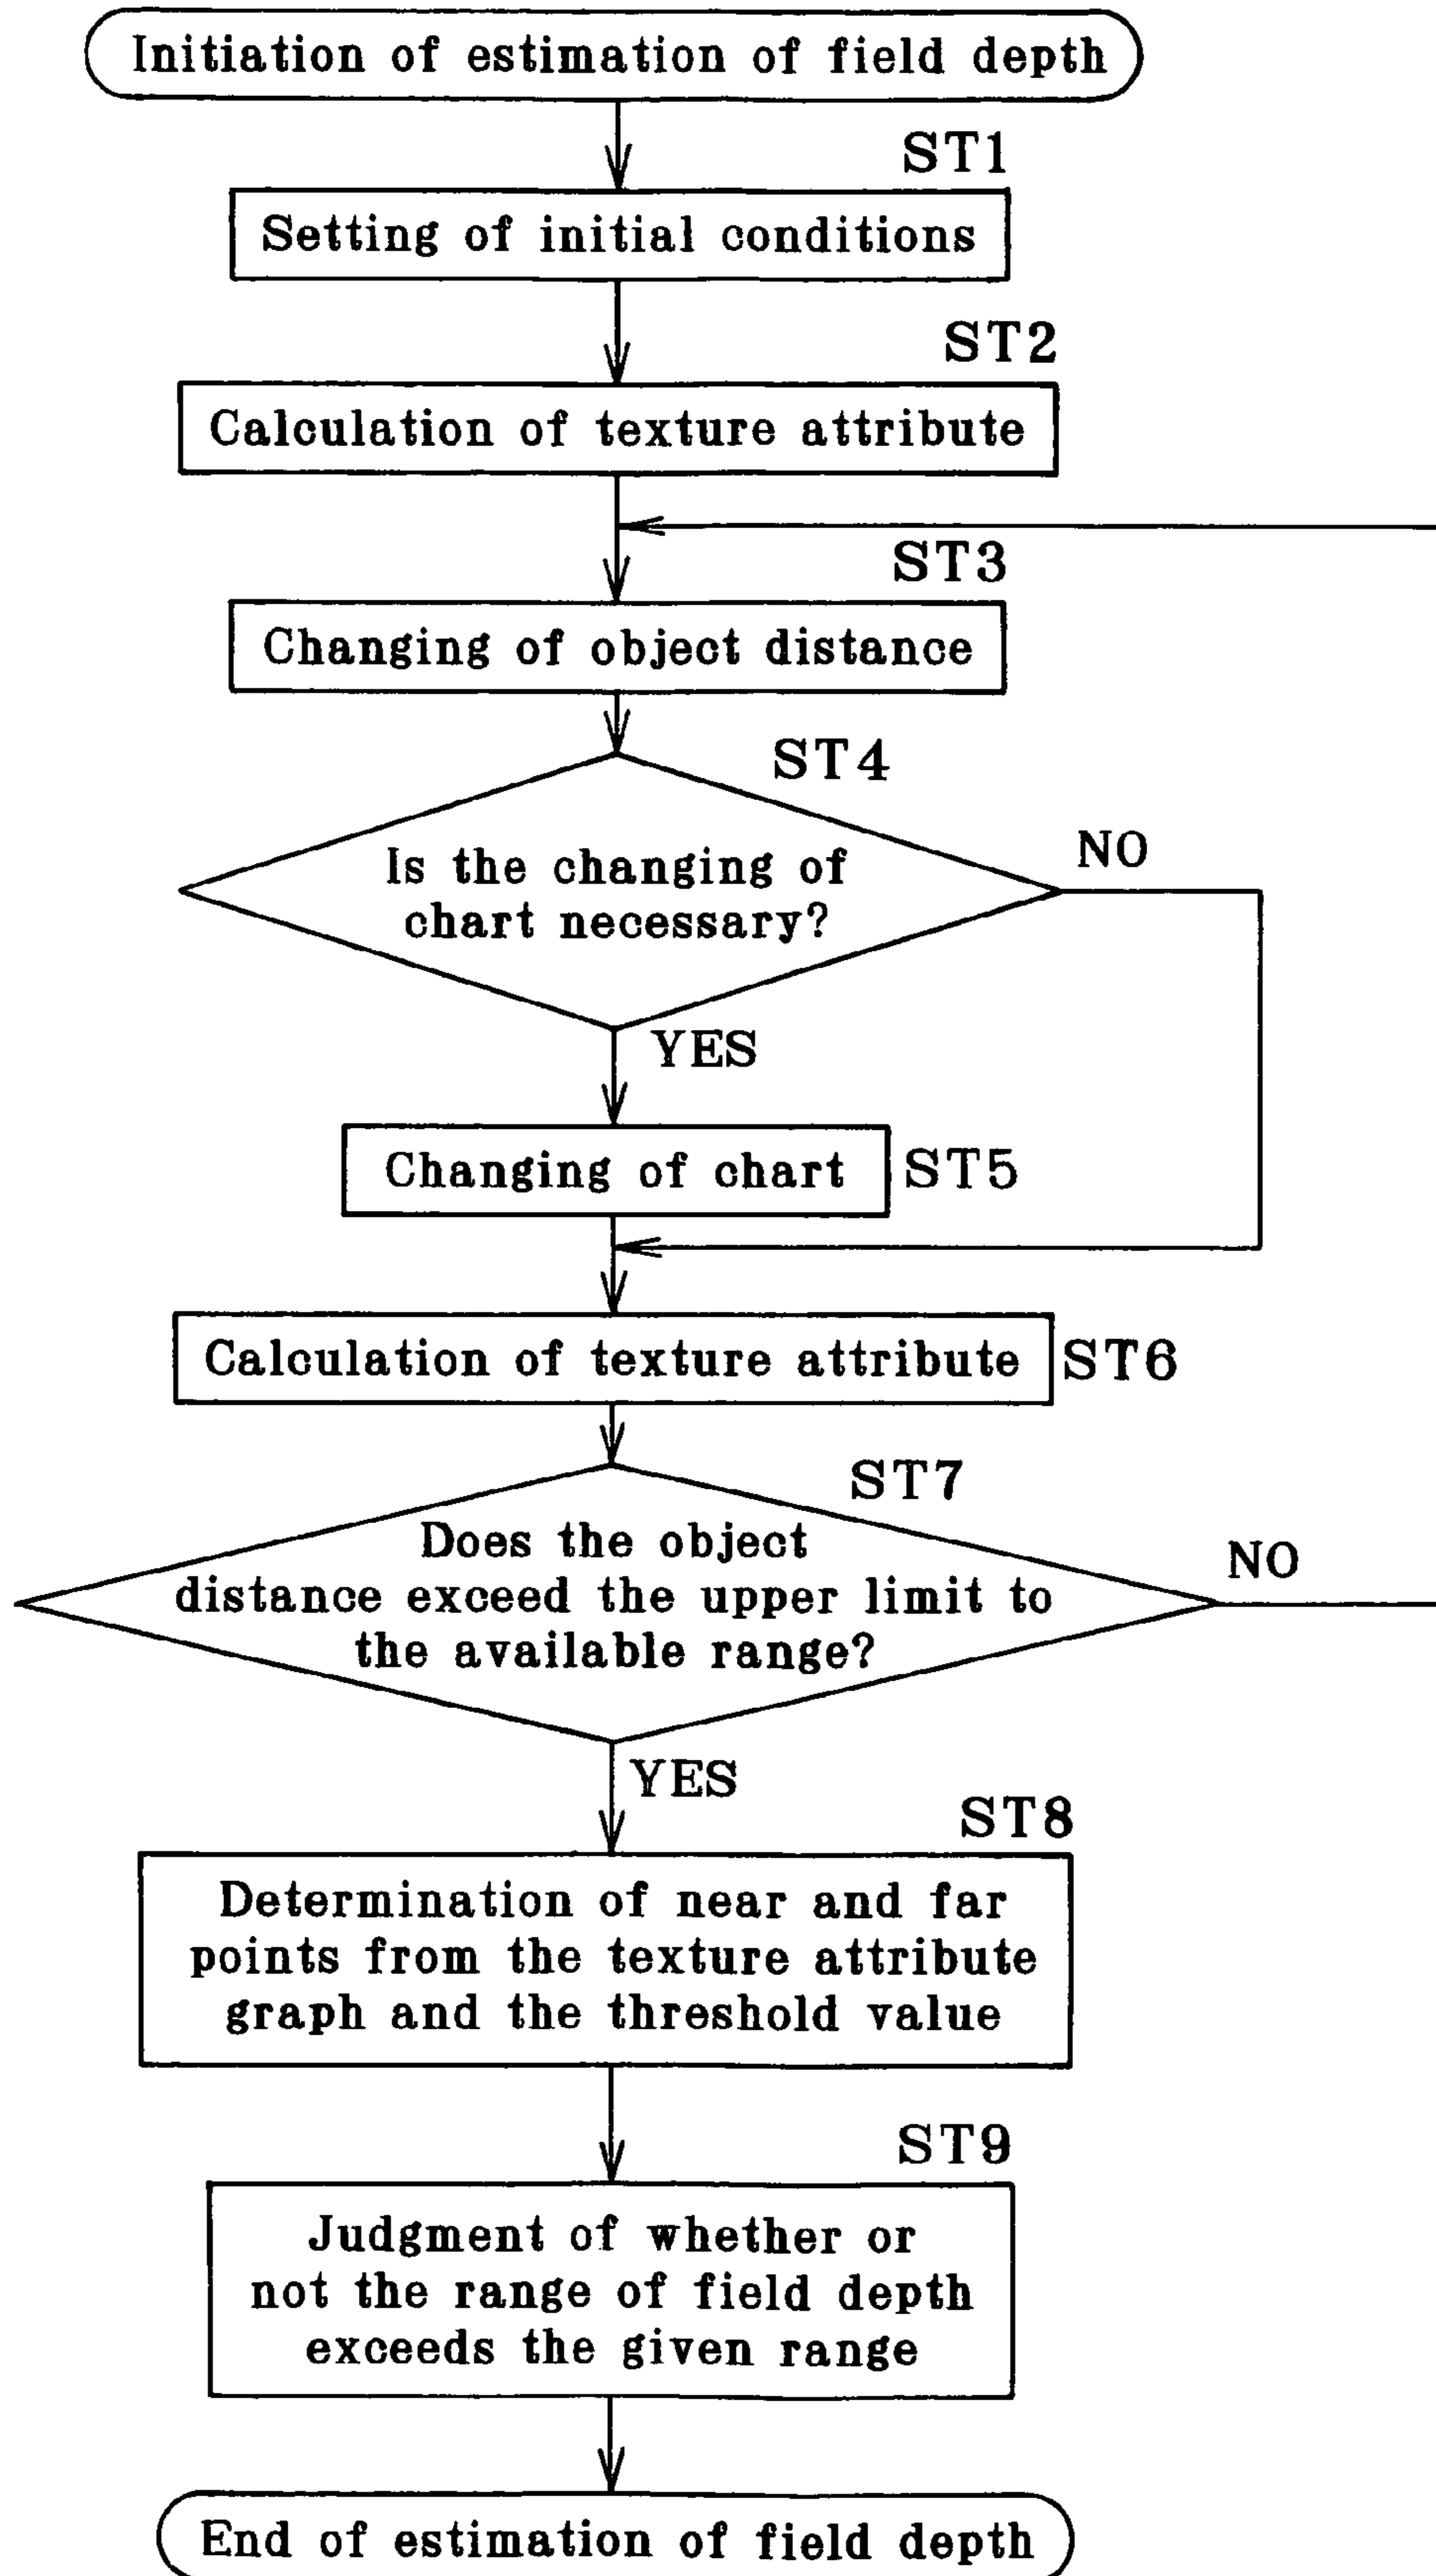 Initiation of estimation of field depth
ST1
Setting of initial conditions
ST2
Calculation of texture attribute
ST3
Changing of object distance
ST4
Is the changing of
chart necessary?
NO
YES
Changing of chart
ST5
Calculation of texture attribute
ST6
ST7
Does the object
distance exceed the upper limit to
the available range?
NO
YES
ST8
Determination of near and far
points from the texture attribute
graph and the threshold value
ST9
Judgment of whether or
not the range of field depth
exceeds the given range
End of estimation of field depth